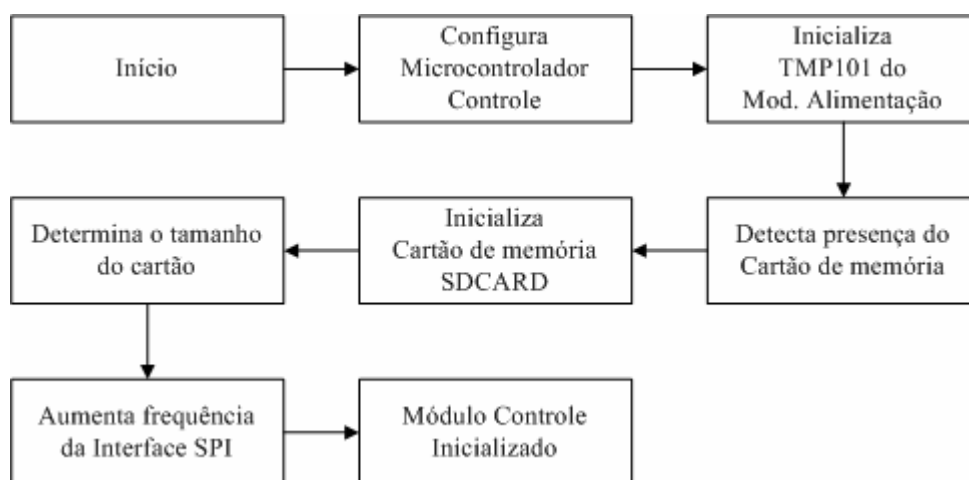 Início
Configura
Microcontrolador
Controle
Inicializa
TMP101 do
Mod. Alimentação
Detecta presença do
Cartão de memória
Inicializa
Cartão de memória
SDCARD
Determina o tamanho
do cartão
Aumenta frequência
da Interface SPI
Módulo Controle
Inicializado